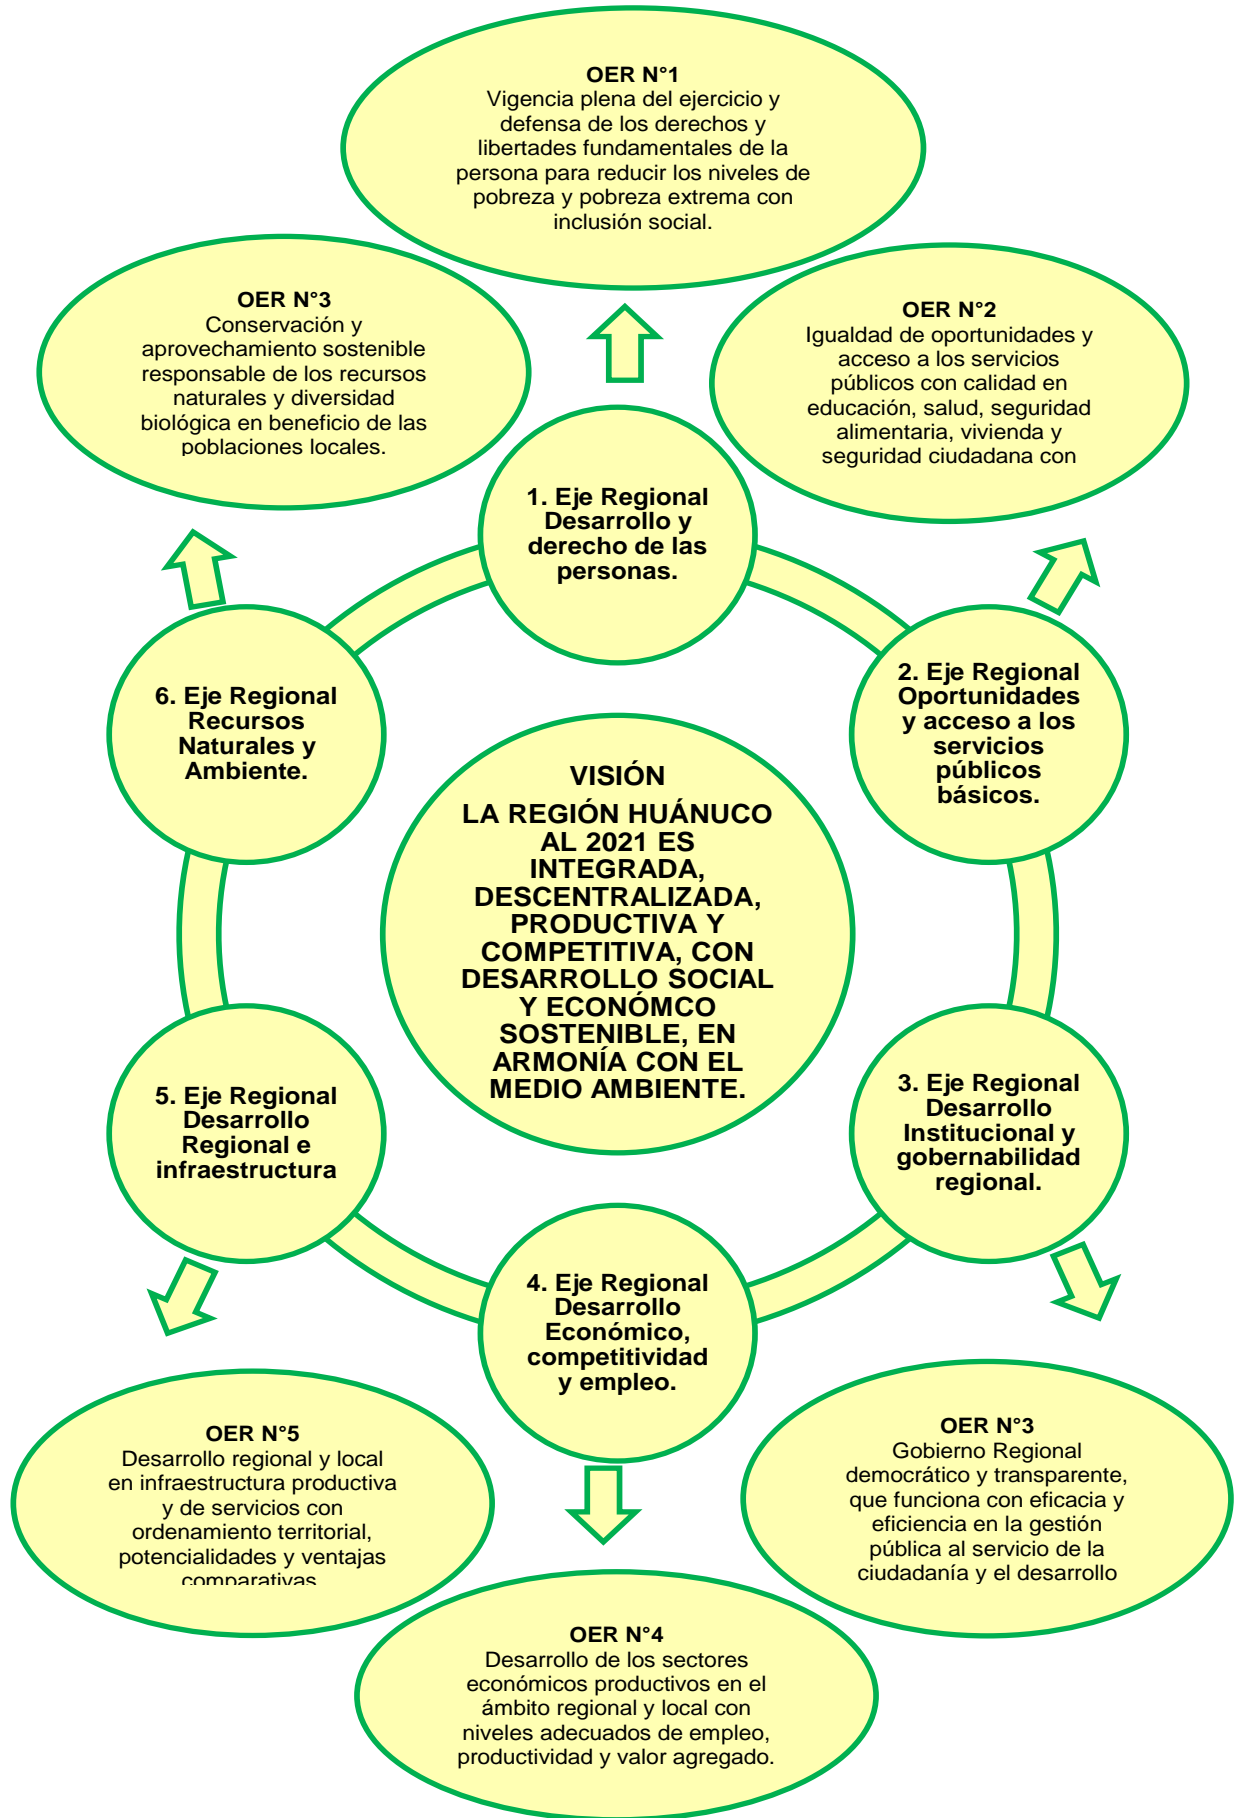 OER N°1
Vigencia plena del ejercicio y
defensa de los derechos y
libertades fundamentales de la
persona para reducir los niveles de
pobreza y pobreza extrema con
inclusión social.
OER N°3
Conservación y
aprovechamiento sostenible
responsable de los recursos
naturales y diversidad
biológica en beneficio de las
poblaciones locales.
OER N°2
Igualdad de oportunidades y
acceso a los servicios
públicos con calidad en
educación, salud, seguridad
alimentaria, vivienda y
seguridad ciudadana con
1. Eje Regional
Desarrollo y
derecho de las
personas.
6. Eje Regional
Recursos
Naturales y
Ambiente.
2. Eje Regional
Oportunidades
y acceso a los
servicios
públicos
básicos.
VISIÓN
LA REGIÓN HUÁNUCO
AL 2021 ES
INTEGRADA,
DESCENTRALIZADA,
PRODUCTIVA Y
COMPETITIVA, CON
DESARROLLO SOCIAL
Y ECONÓMCO
SOSTENIBLE, EN
ARMONÍA CON EL
MEDIO AMBIENTE.
5. Eje Regional
Desarrollo
Regional e
infraestructura
3. Eje Regional
Desarrollo
Institucional y
gobernabilidad
regional.
4. Eje Regional
Desarrollo
Económico,
competitividad
y empleo.
OER N°5
Desarrollo regional y local
en infraestructura productiva
y de servicios con
ordenamiento territorial,
potencialidades y ventajas
comparativas
OER N°3
Gobierno Regional
democrático y transparente,
que funciona con eficacia y
eficiencia en la gestión
pública al servicio de la
ciudadanía y el desarrollo
OER N°4
Desarrollo de los sectores
económicos productivos en el
ámbito regional y local con
niveles adecuados de empleo,
productividad y valor agregado.